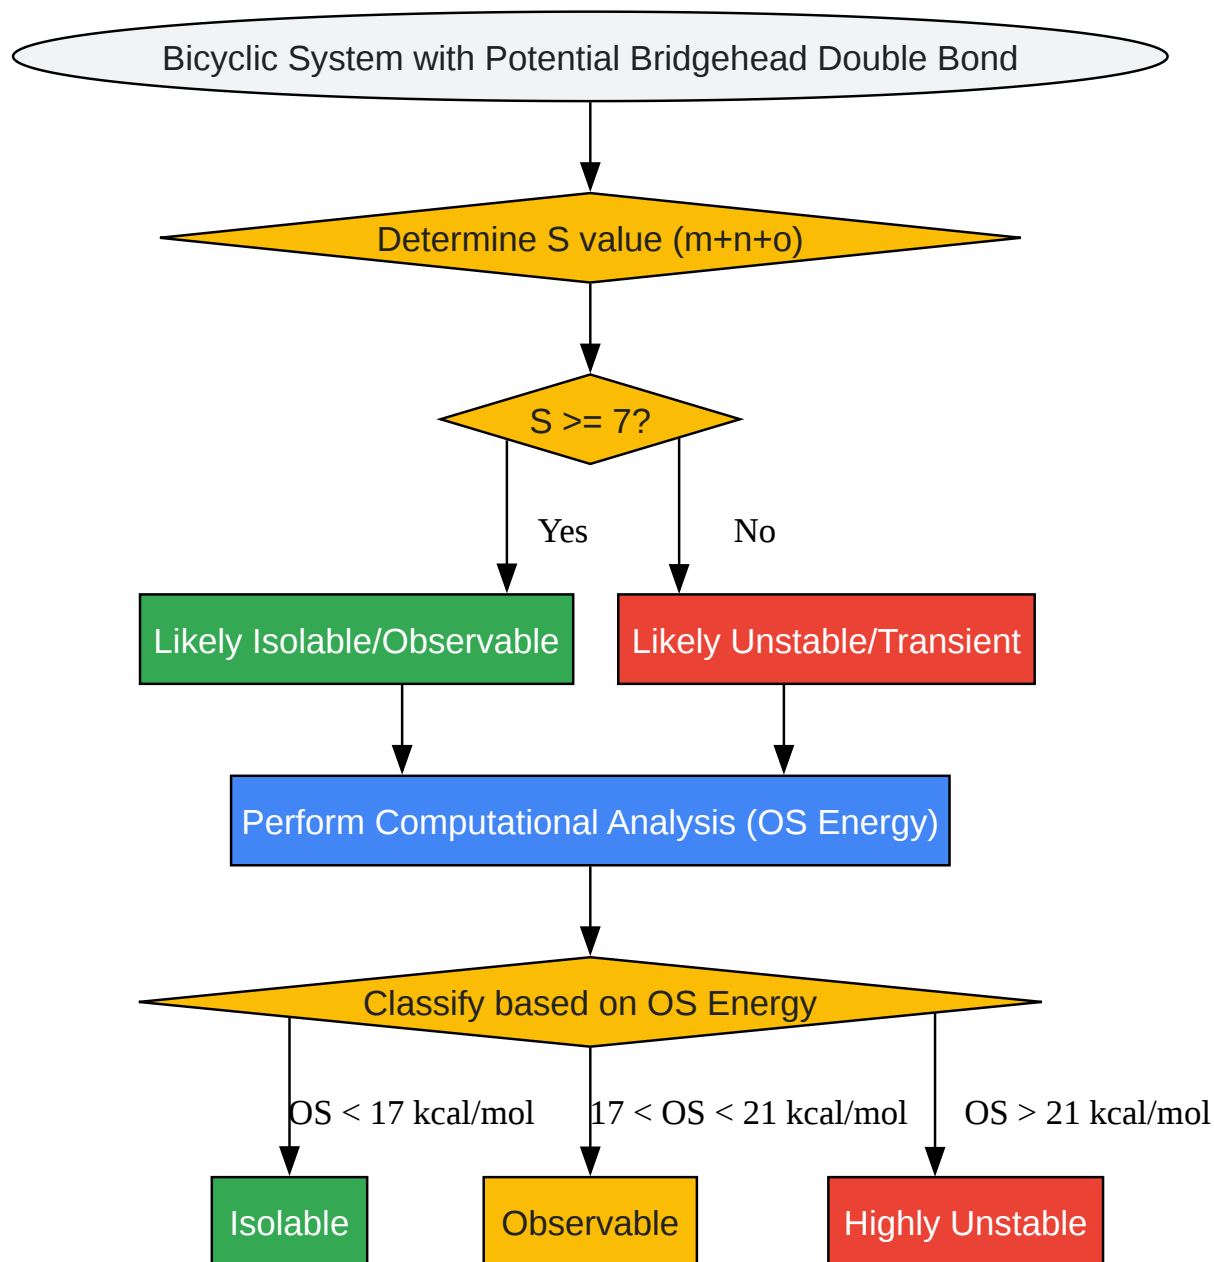 Bicyclic System with Potential Bridgehead Double Bond
Determine S value (m+n+o)
S >= 7?
Yes
No
Likely Isolable/Observable
Likely Unstable/Transient
Perform Computational Analysis (OS Energy)
Classify based on OS Energy
OS < 17 kcal/mol
17 < OS < 21 kcal/mol
OS > 21 kcal/mol
Isolable
Observable
Highly Unstable